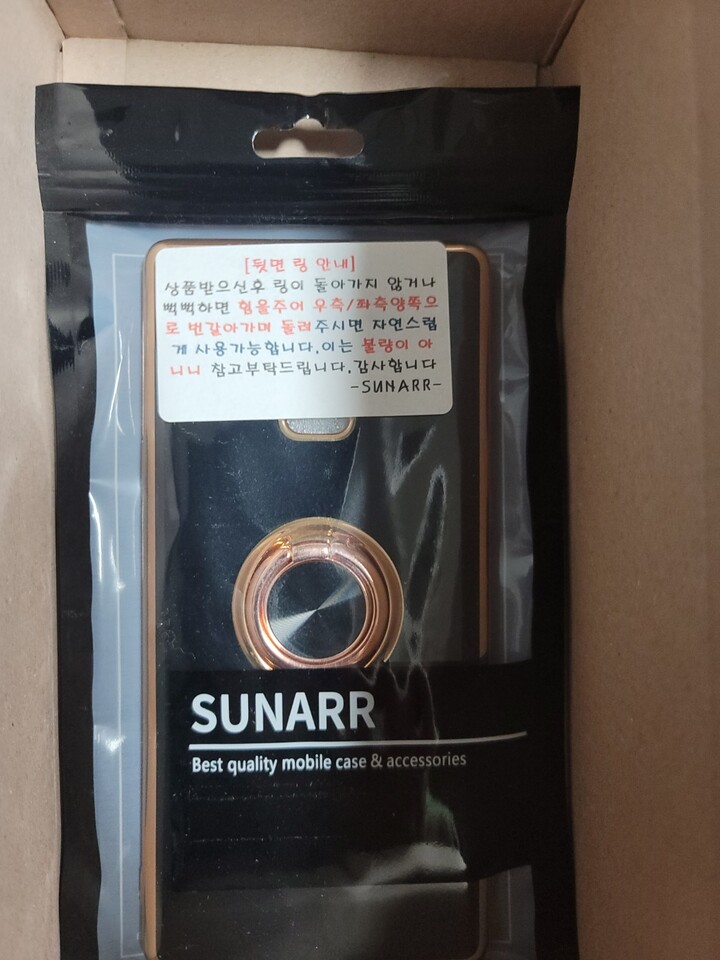 [뒷면 링 안내]
상품받으신후 링이 돌아가지 않거나
뻑뻑하면 힘을주어 우측/좌측양쪽으
로 번갈아가며 돌려주시면 자연스럽
게 사용가능합니다.이는 불량이 아
니니 참고부탁드립니다.감사합니다
-SUNARR-
SUNARR
Best quality mobile case & accessories